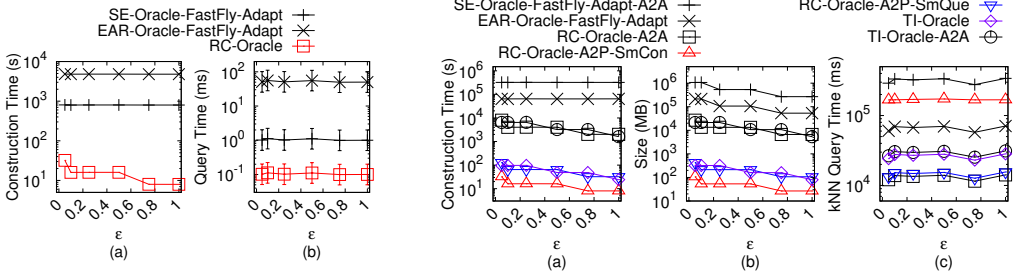 SE-Oracle-FastFly-Adapt
EAR-Oracle-FastFly-Adapt
RC-Oracle
Construction Time (s)
10^4
10^3
10^2
10^1
0
0.2
0.4
0.6
0.8
1
ε
(a)
Query Time (ms)
10^2
10^1
10^0
10^-1
0
0.2
0.4
0.6
0.8
1
ε
(b)
SE-Oracle-FastFly-Adapt-A2A
EAR-Oracle-FastFly-Adapt
RC-Oracle-A2A
RC-Oracle-A2P-SmCon
RC-Oracle-A2P-SmQue
TI-Oracle
TI-Oracle-A2A
Construction Time (s)
10^6
10^5
10^4
10^3
10^2
10^1
0
0.2
0.4
0.6
0.8
1
ε
(a)
Size (MB)
10^6
10^5
10^4
10^3
10^2
10^1
0
0.2
0.4
0.6
0.8
1
ε
(b)
kNN Query Time (ms)
10^5
10^4
0
0.2
0.4
0.6
0.8
1
ε
(c)